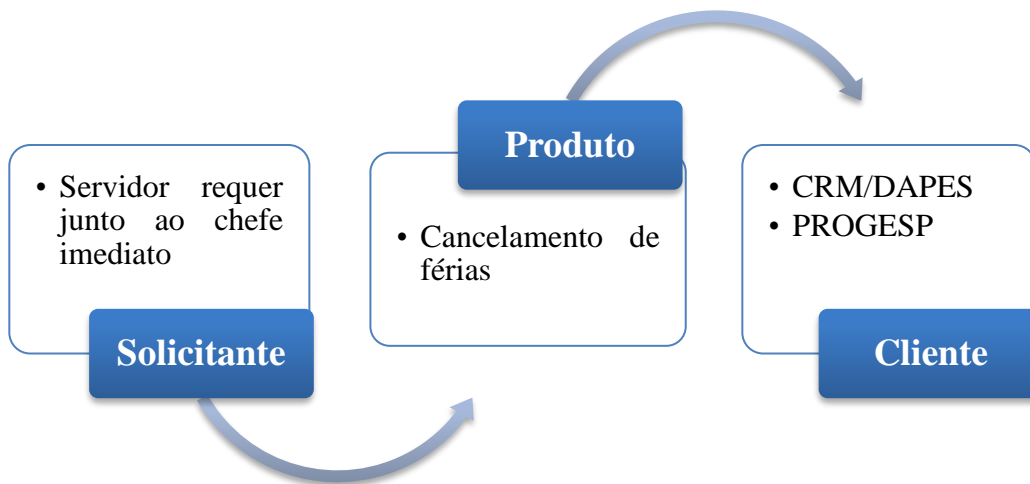 • Servidor requer
junto ao chefe
imediato
Solicitante
Produto
• Cancelamento de
férias
• CRM/DAPES
• PROGESP
Cliente